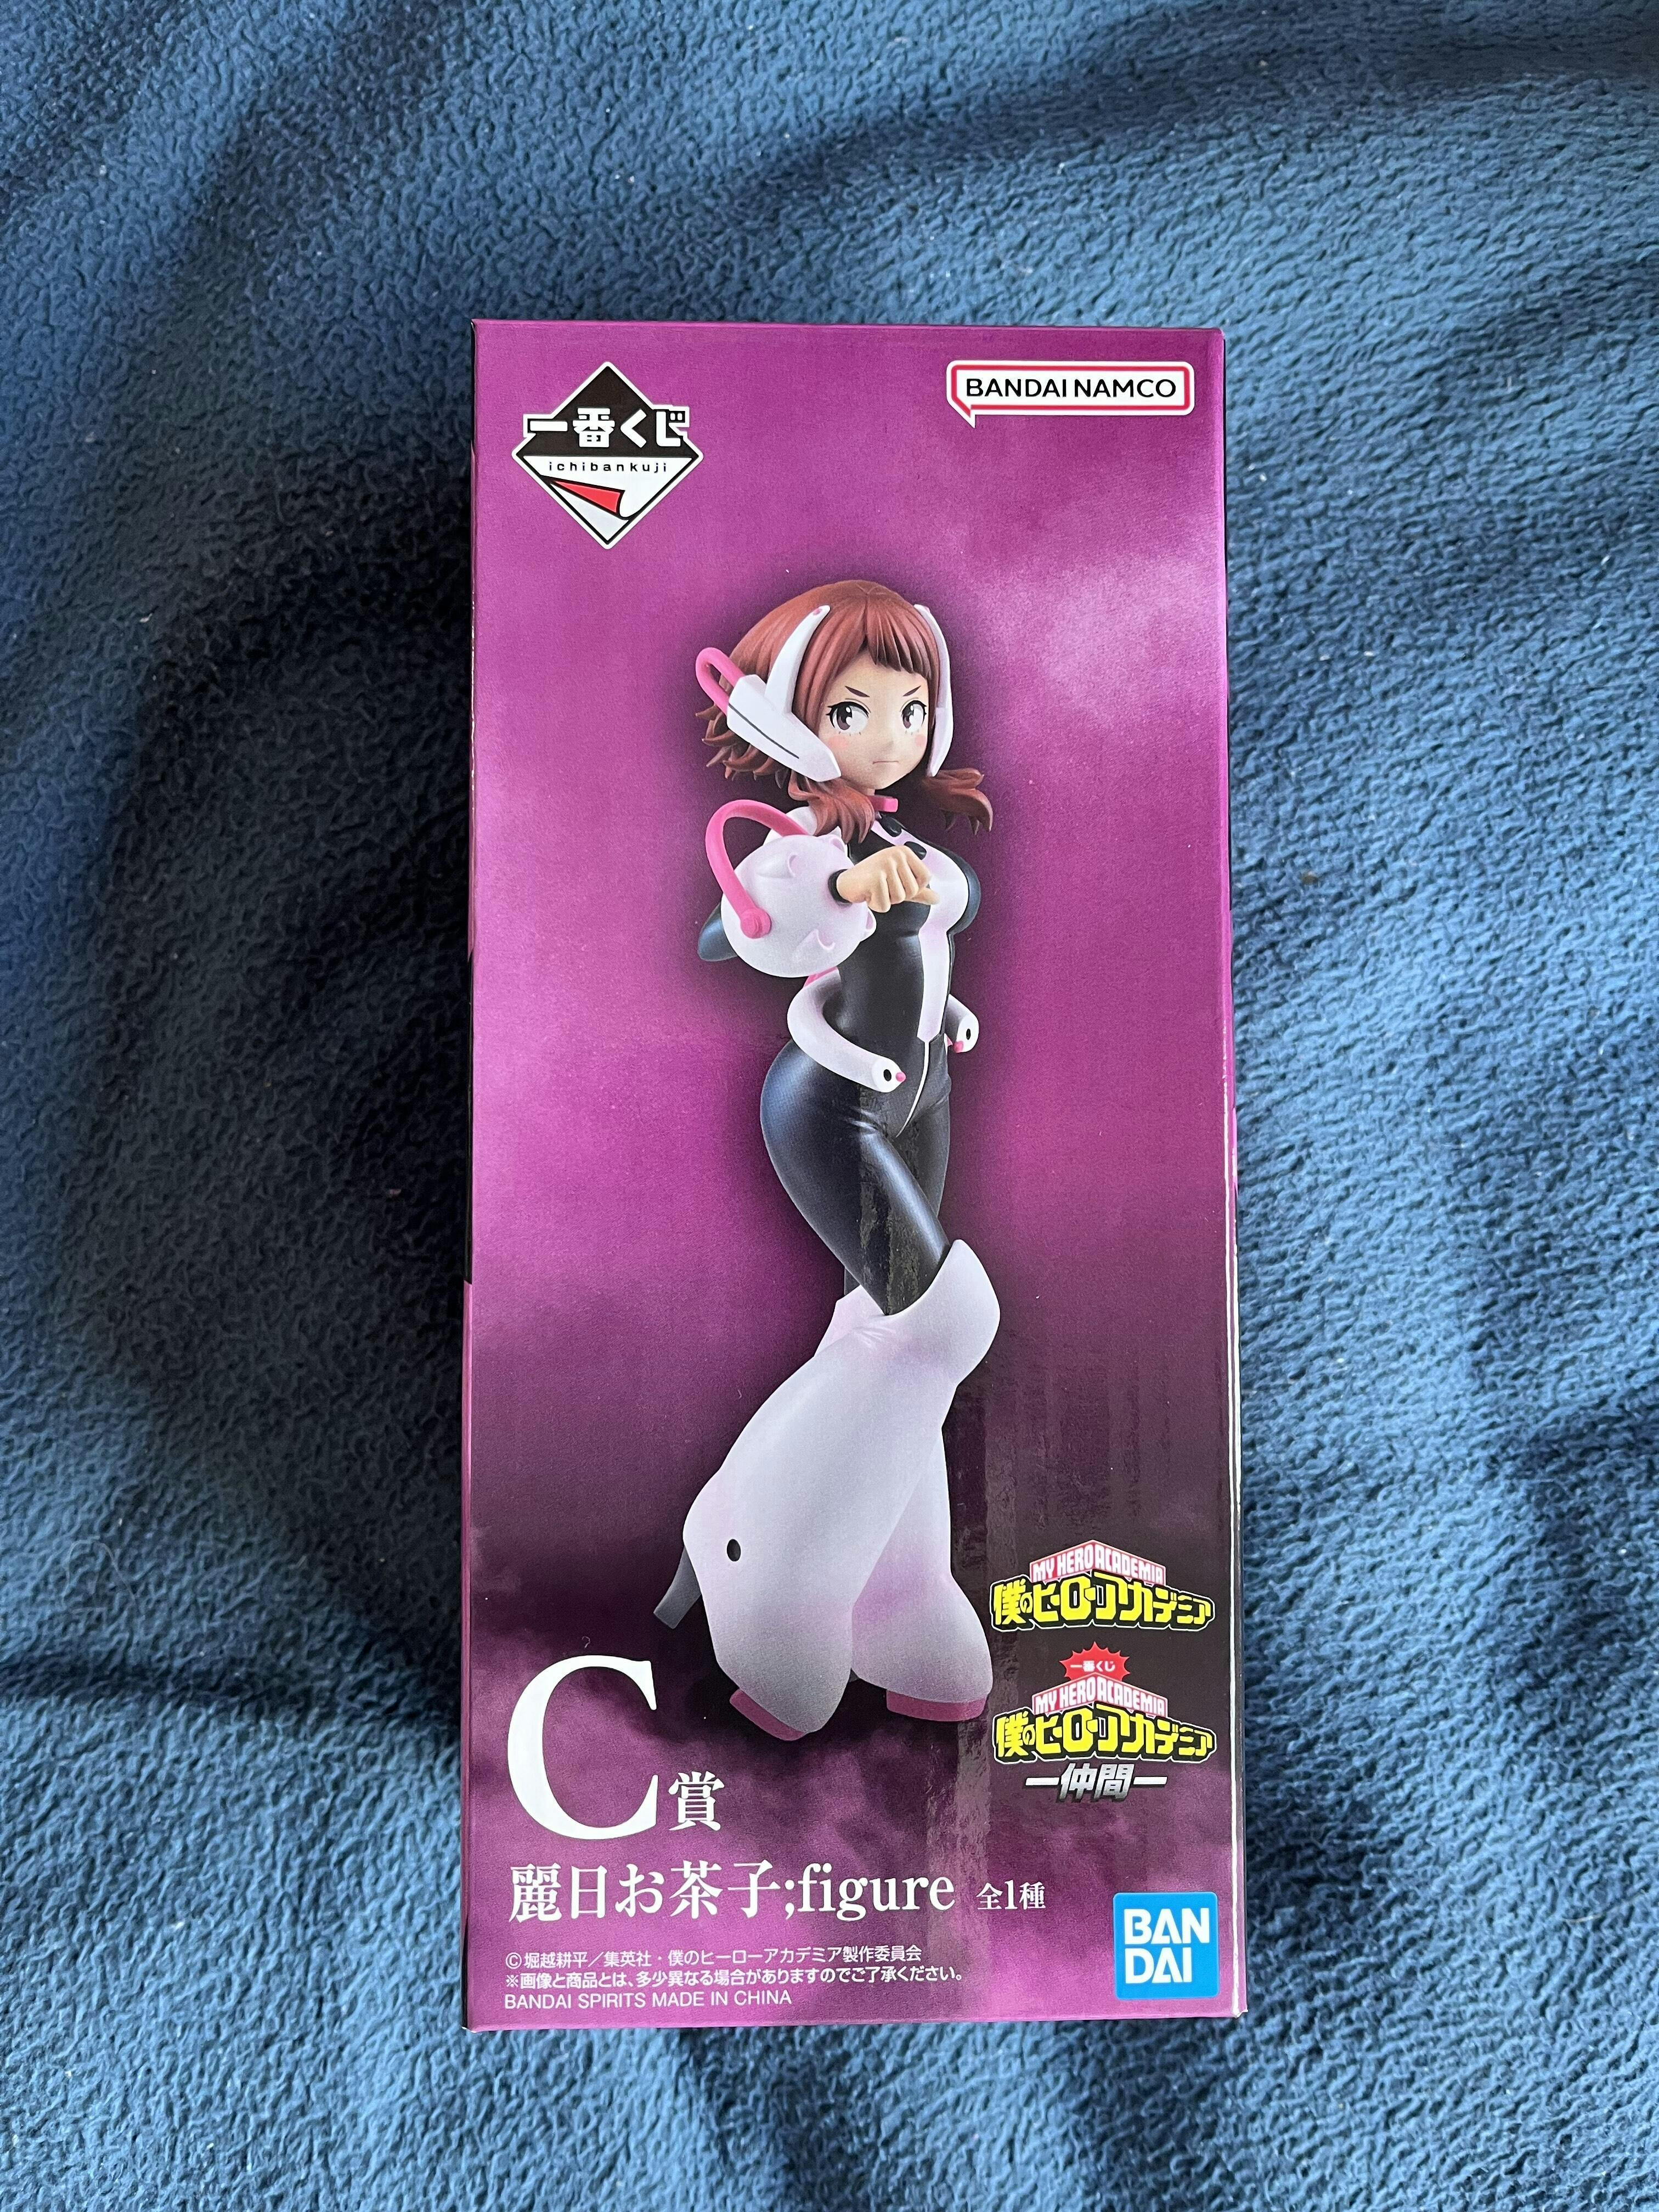 一番くじ
ichibankuji
BANDAI NAMCO
MY HERO ACADEMIA
僕のヒーローアカデミア
一番くじ
MY HERO ACADEMIA
僕のヒーローアカデミア
―仲間―
C賞
麗日お茶子;figure 全1種
©堀越耕平／集英社・僕のヒーローアカデミア製作委員会
※画像と商品とは、多少異なる場合がありますのでご了承ください。
BANDAI SPIRITS MADE IN CHINA
BAN
DAI